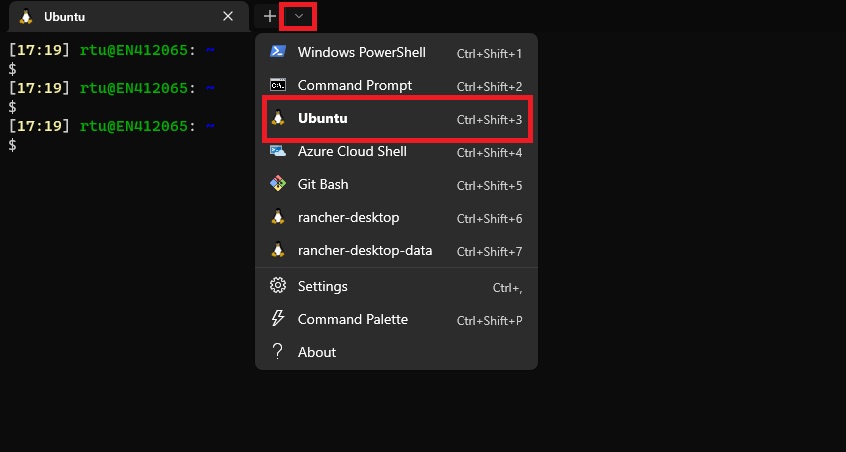 Ubuntu
[17:19] rtu@EN412065: ~
$
[17:19] rtu@EN412065: ~
$
[17:19] rtu@EN412065: ~
$
Windows PowerShell Ctrl+Shift+1
Command Prompt Ctrl+Shift+2
Ubuntu Ctrl+Shift+3
Azure Cloud Shell Ctrl+Shift+4
Git Bash Ctrl+Shift+5
rancher-desktop Ctrl+Shift+6
rancher-desktop-data Ctrl+Shift+7
Settings Ctrl+,
Command Palette Ctrl+Shift+P
About